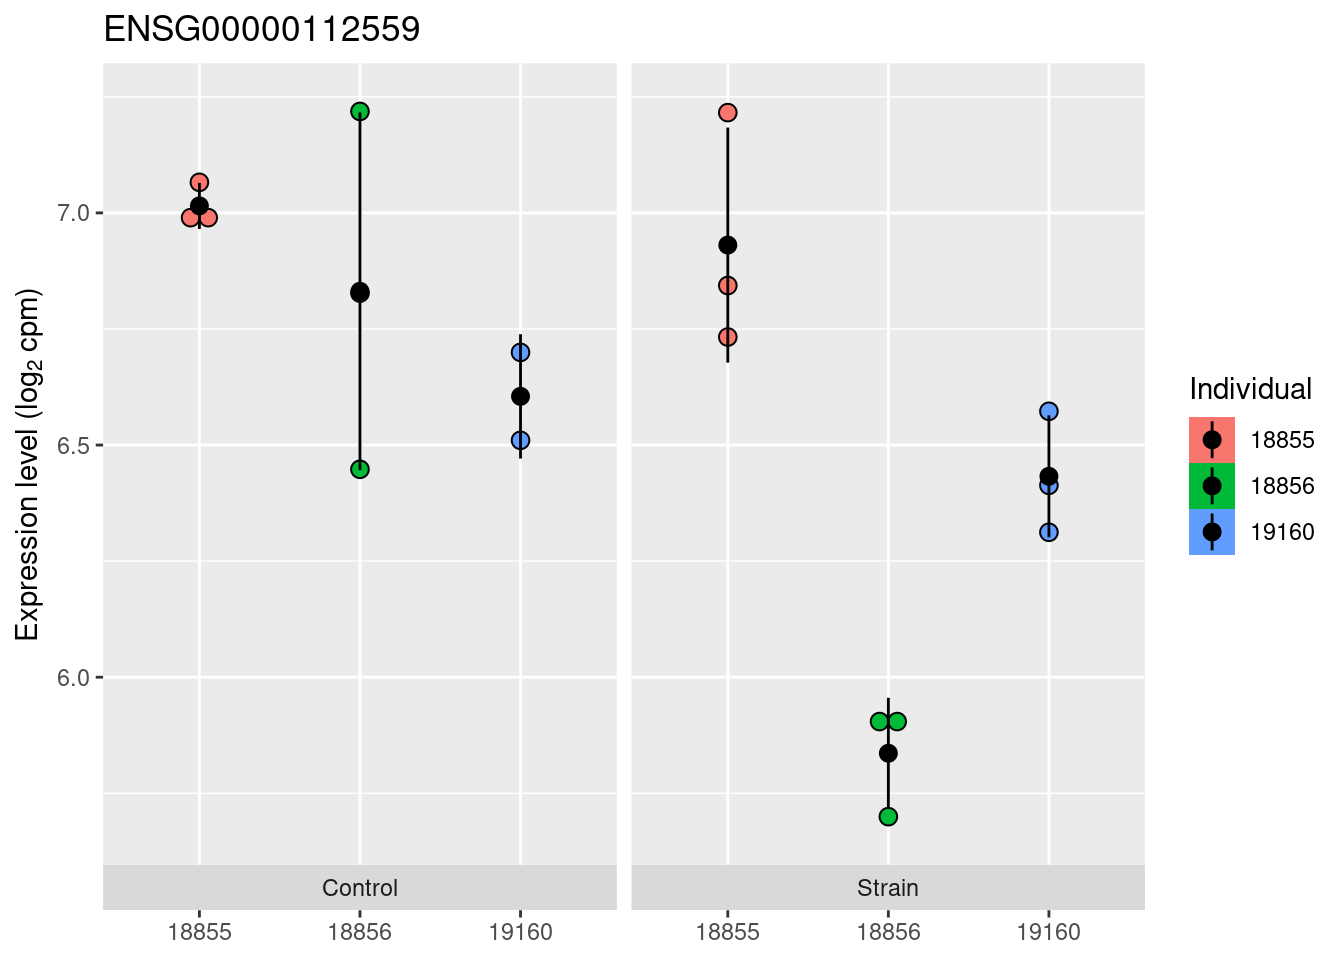 ENSG00000112559
Expression level (log₂ cpm)
7.0
6.5
6.0
Control
Strain
18855
18856
19160
18855
18856
19160
Individual
18855
18856
19160